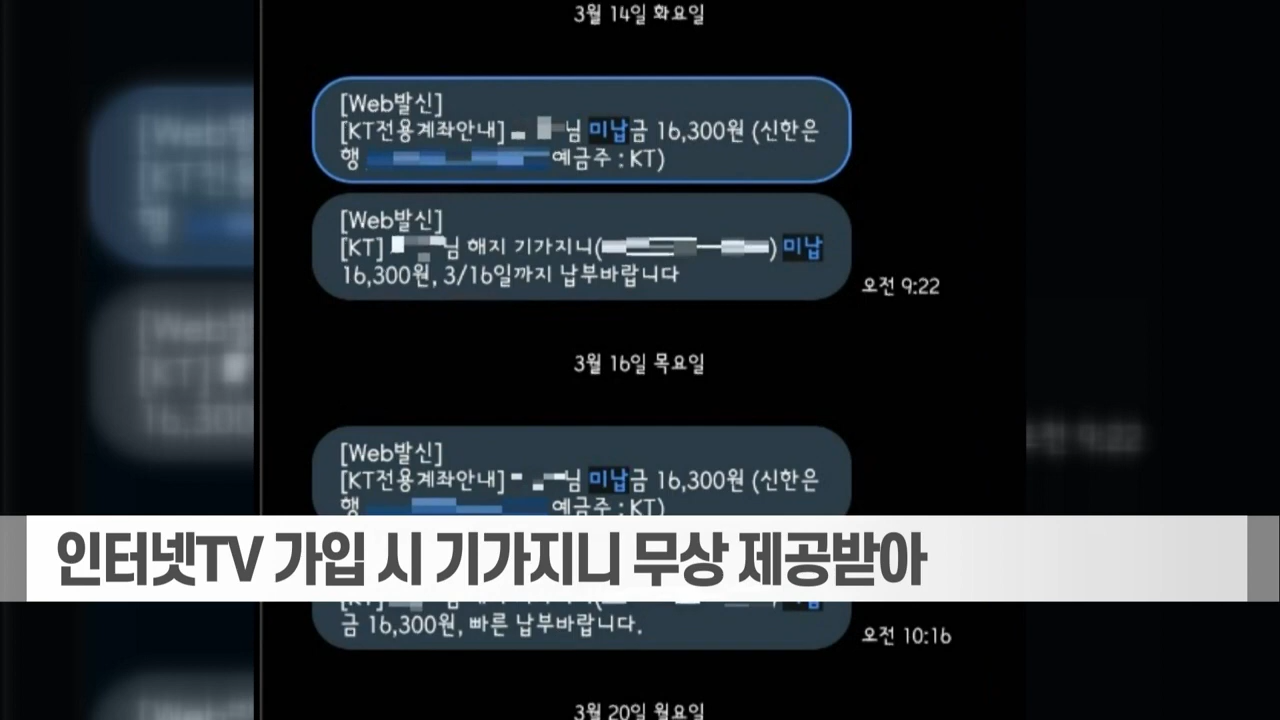 3월 14일 화요일
[Web발신]
[KT전용계좌안내] 님 미납금 16,300원 (신한은
행 예금주 : KT)
[Web발신]
[KT] 님 해지 기가지니( ) 미납
16,300원, 3/16일까지 납부바랍니다
오전 9:22
3월 16일 목요일
[Web발신]
[KT전용계좌안내] 님 미납금 16,300원 (신한은
행 예금주 : KT)
인터넷TV 가입 시 기가지니 무상 제공받아
금 16,300원, 빠른 납부바랍니다.
오전 10:16
3월 20일 월요일